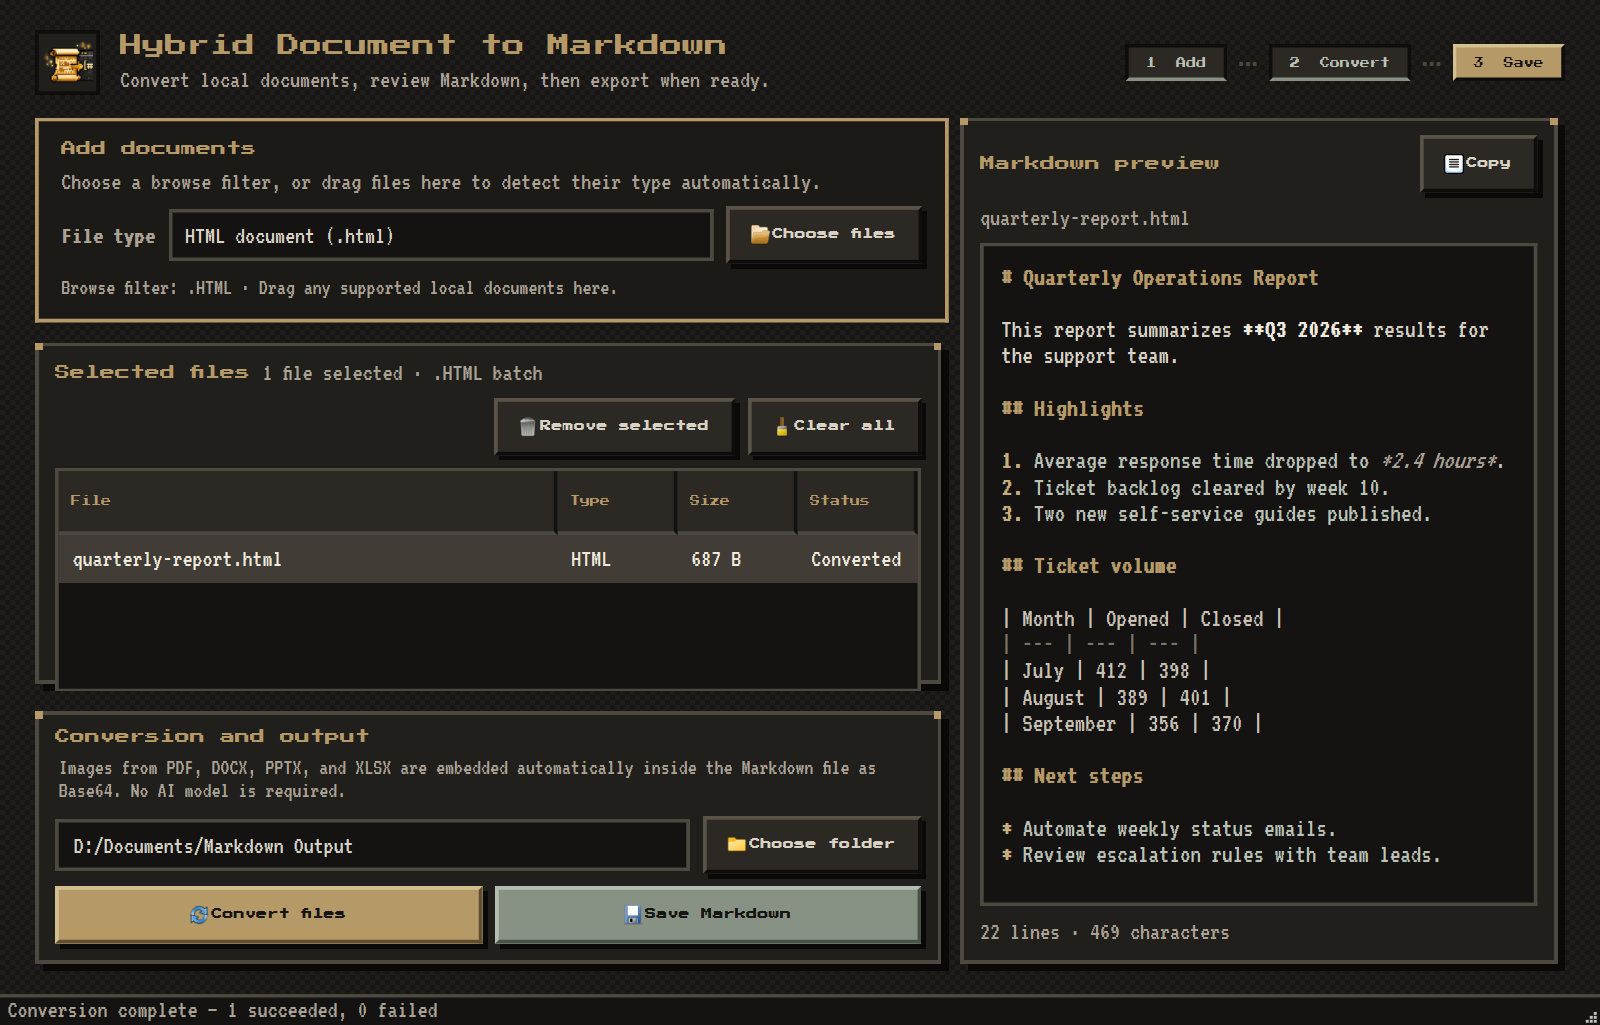 Hybrid Document to Markdown
Convert local documents, review Markdown, then export when ready.
1 Add
2 Convert
3 Save
Add documents
Choose a browse filter, or drag files here to detect their type automatically.
File type
HTML document (.html)
Choose files
Browse filter: .HTML · Drag any supported local documents here.
Selected files
1 file selected · .HTML batch
Remove selected
Clear all
File Type Size Status
quarterly-report.html HTML 687 B Converted
Conversion and output
Images from PDF, DOCX, PPTX, and XLSX are embedded automatically inside the Markdown file as
Base64. No AI model is required.
D:/Documents/Markdown Output
Choose folder
Convert files
Save Markdown
Markdown preview
Copy
quarterly-report.html
# Quarterly Operations Report
This report summarizes **Q3 2026** results for
the support team.
## Highlights
1. Average response time dropped to *2.4 hours*.
2. Ticket backlog cleared by week 10.
3. Two new self-service guides published.
## Ticket volume
| Month | Opened | Closed |
| --- | --- | --- |
| July | 412 | 398 |
| August | 389 | 401 |
| September | 356 | 370 |
## Next steps
* Automate weekly status emails.
* Review escalation rules with team leads.
22 lines · 469 characters
Conversion complete — 1 succeeded, 0 failed